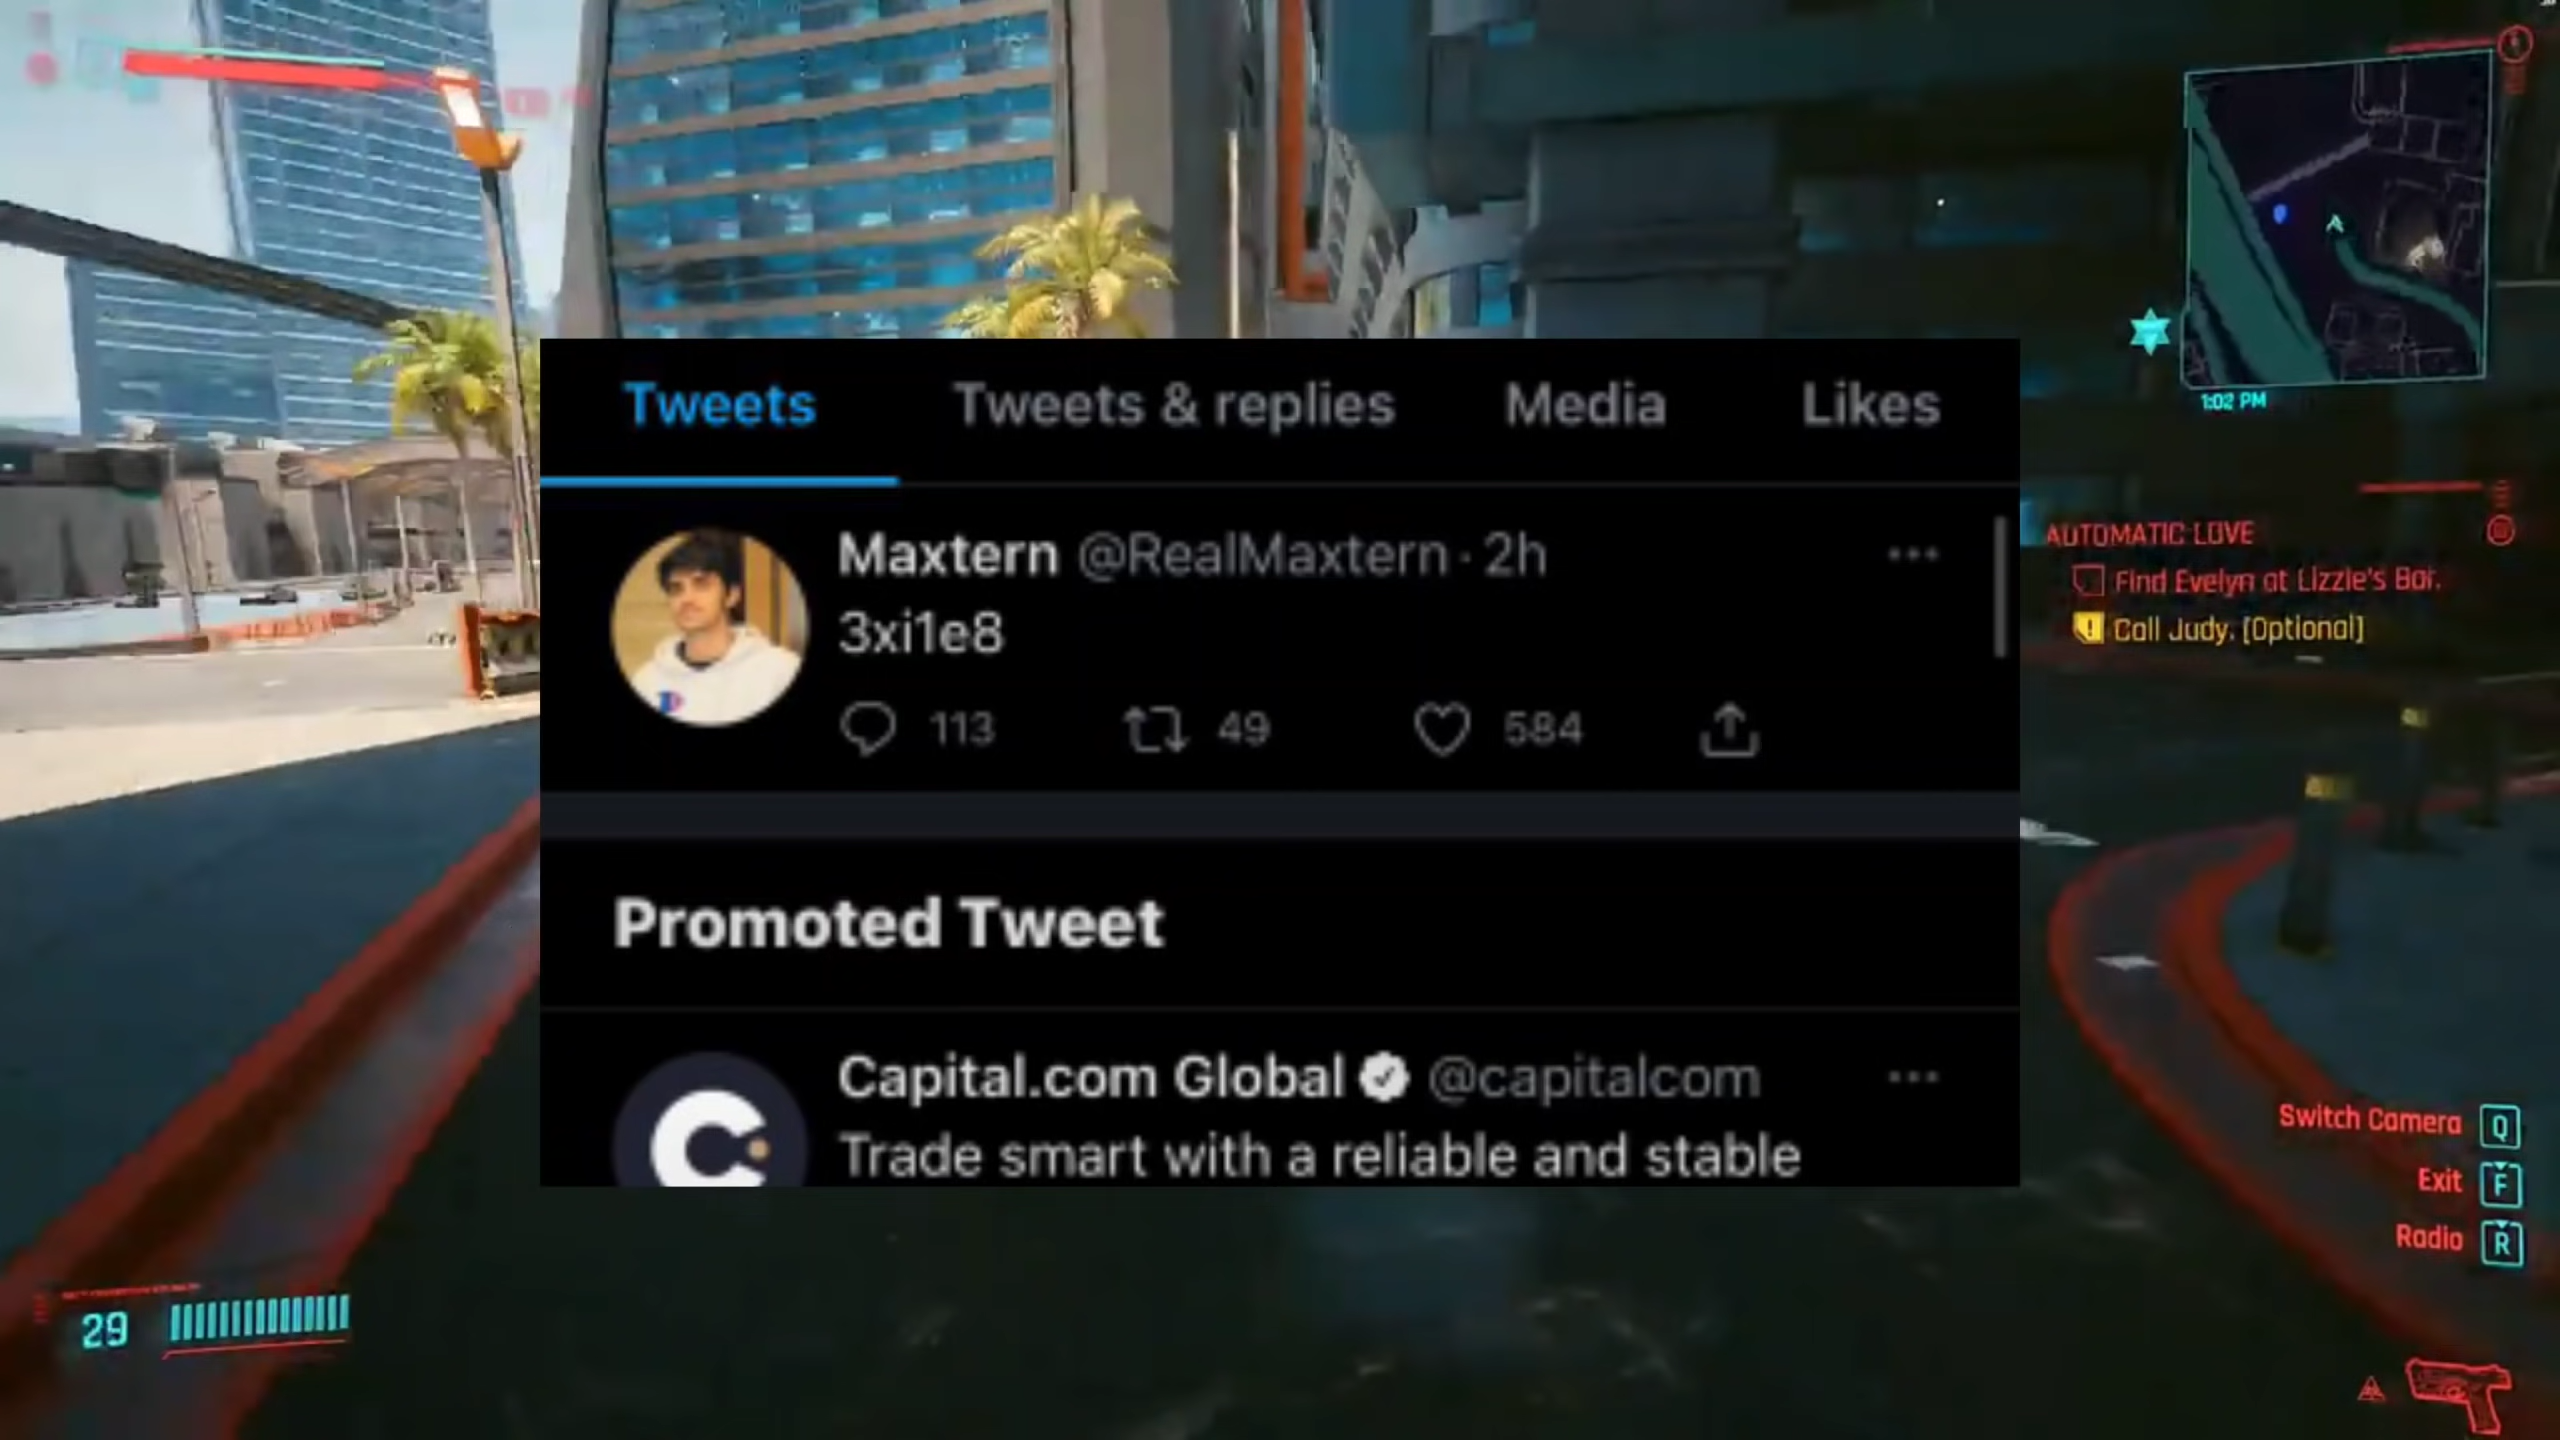 Tweets Tweets & replies Media Likes
Maxtern @RealMaxtern · 2h
3xi1e8
113 49 584
Promoted Tweet
Capital.com Global @capitalcom
Trade smart with a reliable and stable
1:02 PM
AUTOMATIC LOVE
Find Evelyn at Lizzie's Bar.
Call Judy. [Optional]
Switch Camera Q
Exit F
Radio R
29